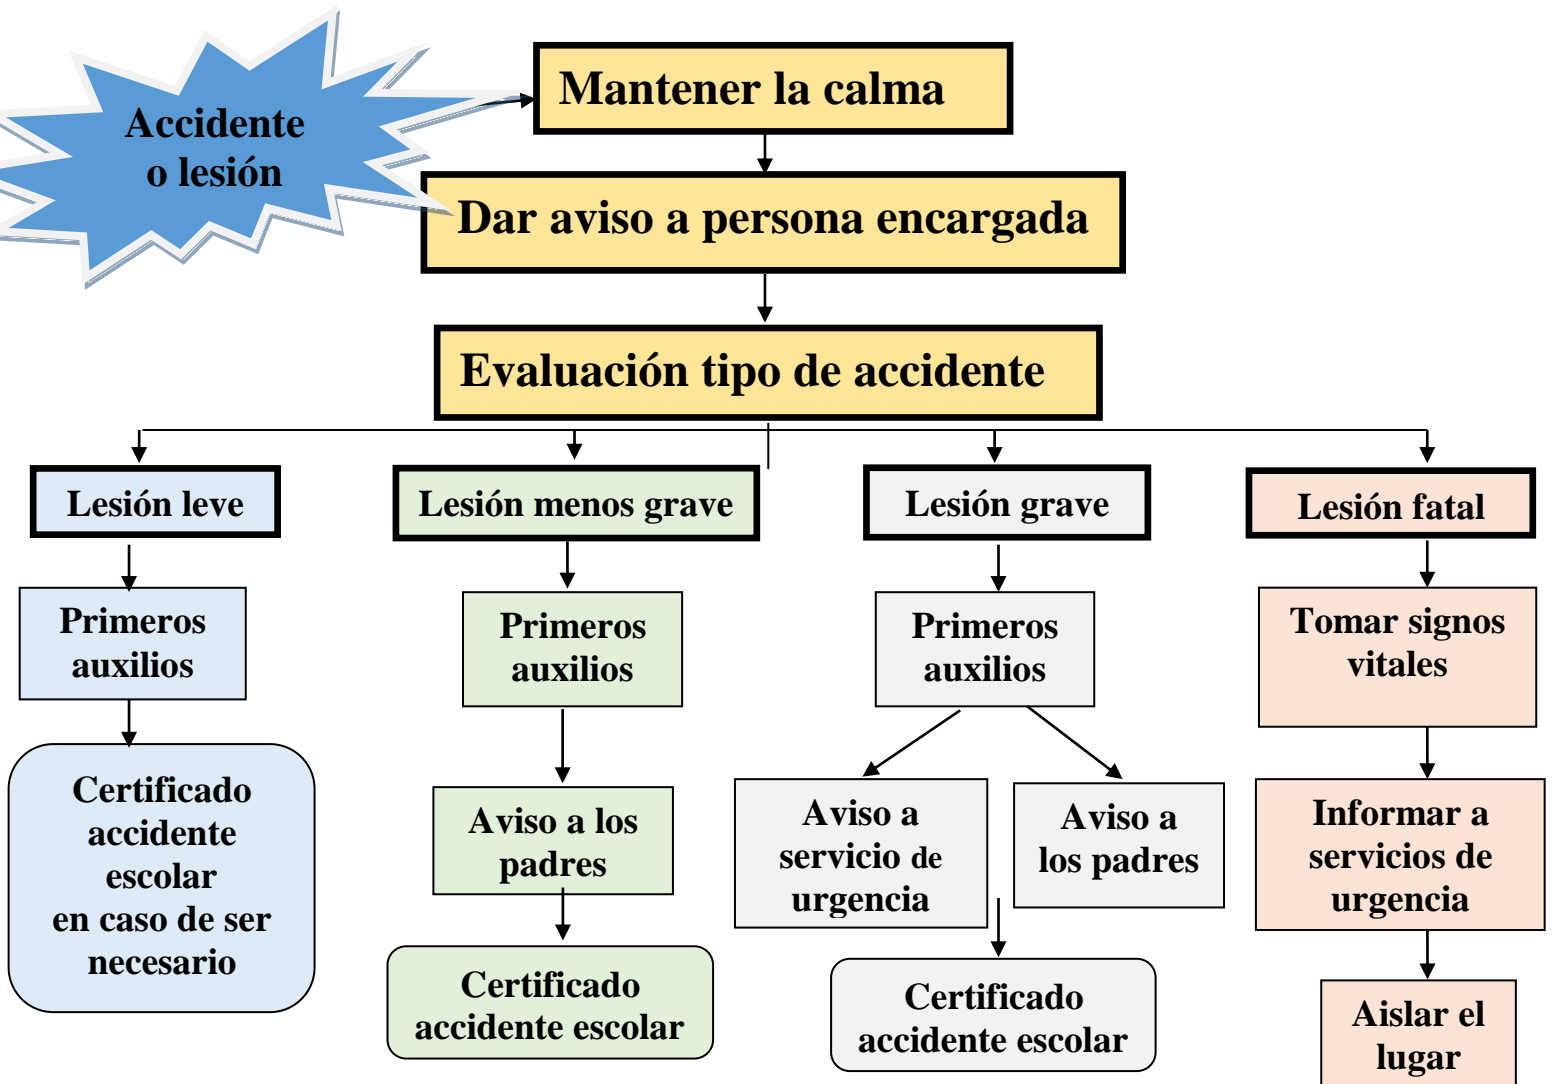 Accidente
o lesión
Mantener la calma
Dar aviso a persona encargada
Evaluación tipo de accidente
Lesión leve
Lesión menos grave
Lesión grave
Lesión fatal
Primeros
auxilios
Primeros
auxilios
Primeros
auxilios
Tomar signos
vitales
Certificado
accidente
escolar
en caso de ser
necesario
Aviso a los
padres
Aviso a
servicio de
urgencia
Aviso a
los padres
Informar a
servicios de
urgencia
Certificado
accidente escolar
Certificado
accidente escolar
Aislar el
lugar